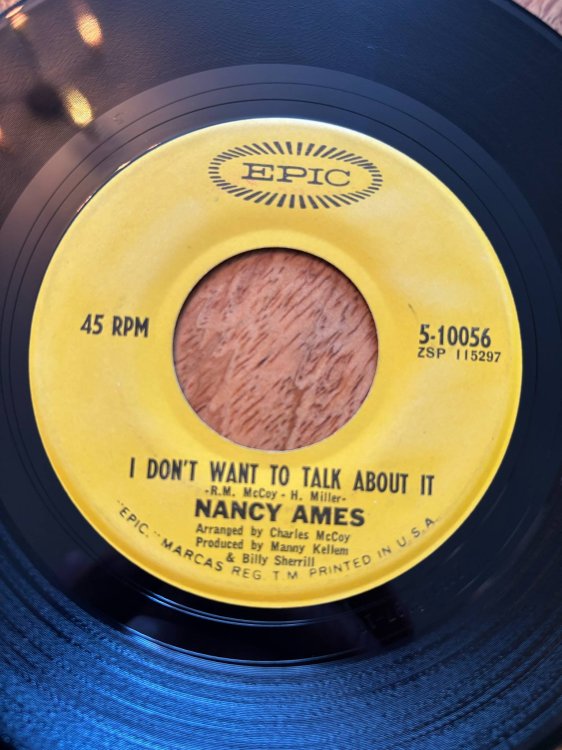 EPIC
45 RPM
5-10056
ZSP 115297
I DON'T WANT TO TALK ABOUT IT
-R.M. McCoy - H. Miller-
NANCY AMES
Arranged by Charles McCoy
Produced by Manny Kellem
& Billy Sherrill
"EPIC," MARCAS REG. T.M. PRINTED IN U.S.A.